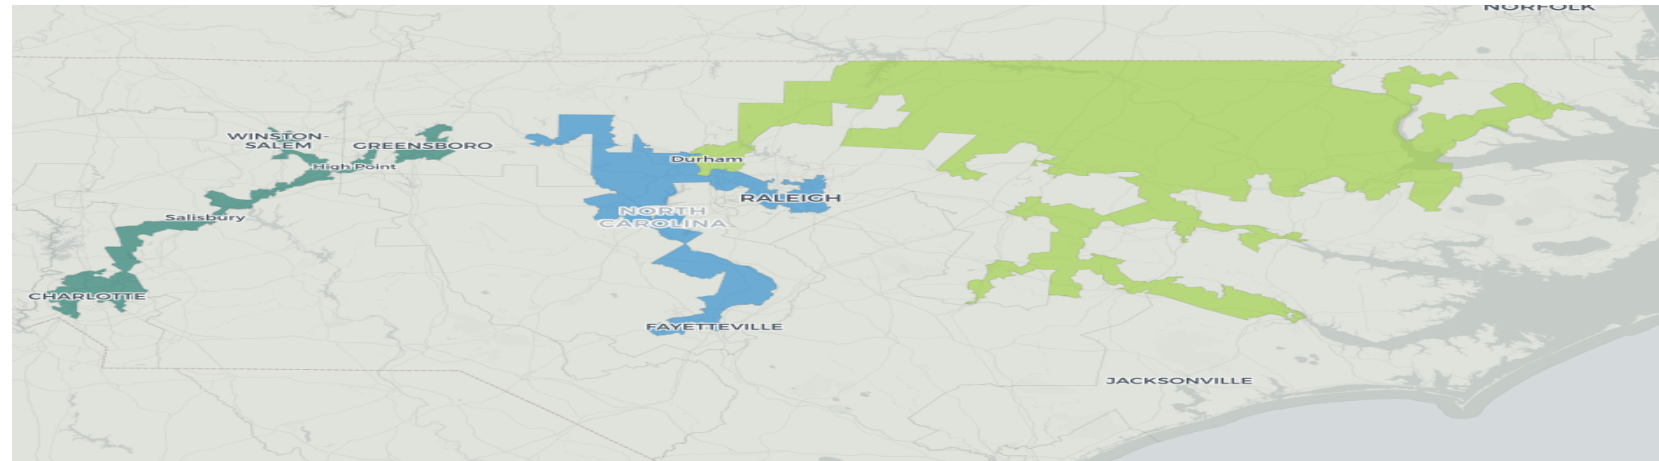 NORFOLK
WINSTON-
SALEM
GREENSBORO
High Point
Durham
RALEIGH
NORTH
CAROLINA
Salisbury
CHARLOTTE
FAYETTEVILLE
JACKSONVILLE